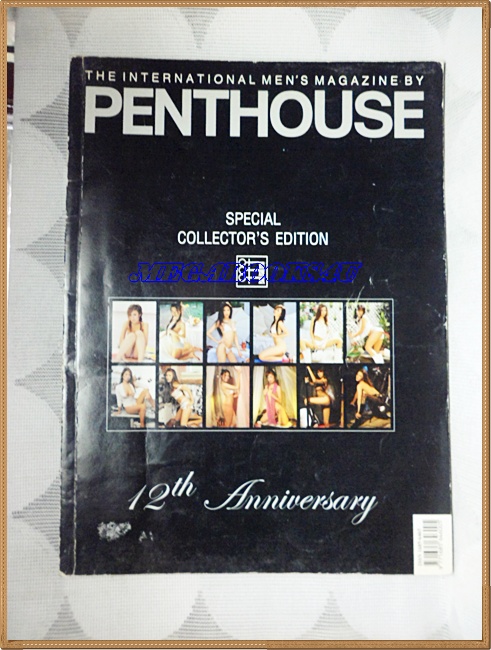 THE INTERNATIONAL MEN'S MAGAZINE BY
PENTHOUSE
SPECIAL
COLLECTOR'S EDITION
12th Anniversary